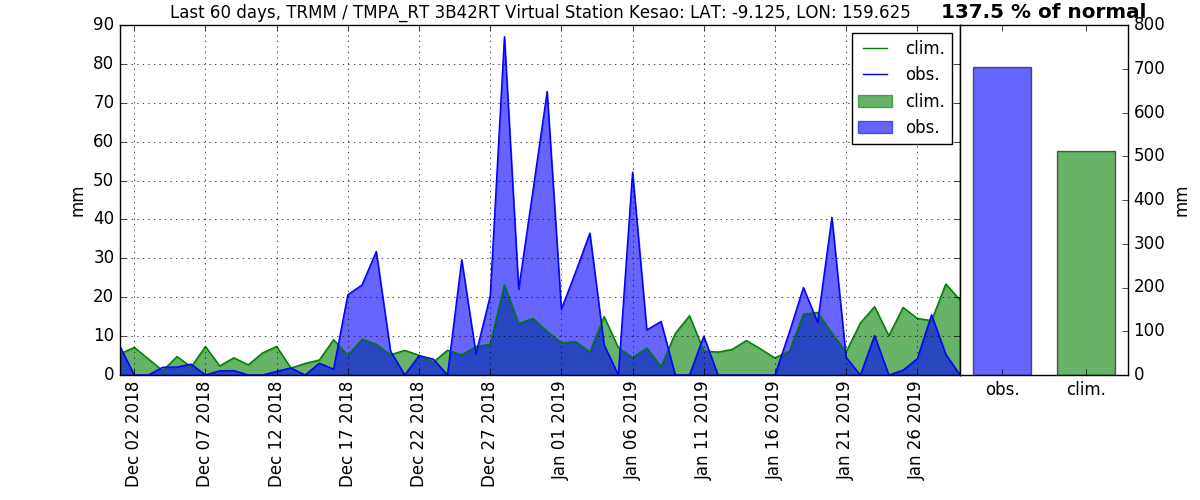 Last 60 days, TRMM / TMPA_RT 3B42RT Virtual Station Kesao: LAT: -9.125, LON: 159.625
137.5 % of normal
90
80
70
60
50
40
30
20
10
0
mm
clim.
obs.
clim.
obs.
800
700
600
500
400
300
200
100
0
mm
Dec 02 2018
Dec 07 2018
Dec 12 2018
Dec 17 2018
Dec 22 2018
Dec 27 2018
Jan 01 2019
Jan 06 2019
Jan 11 2019
Jan 16 2019
Jan 21 2019
Jan 26 2019
obs.
clim.